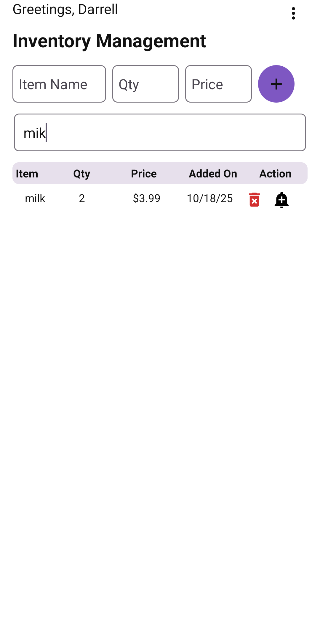 Greetings, Darrell
Inventory Management
Item Name Qty Price +
mik
Item Qty Price Added On Action
milk 2 $3.99 10/18/25